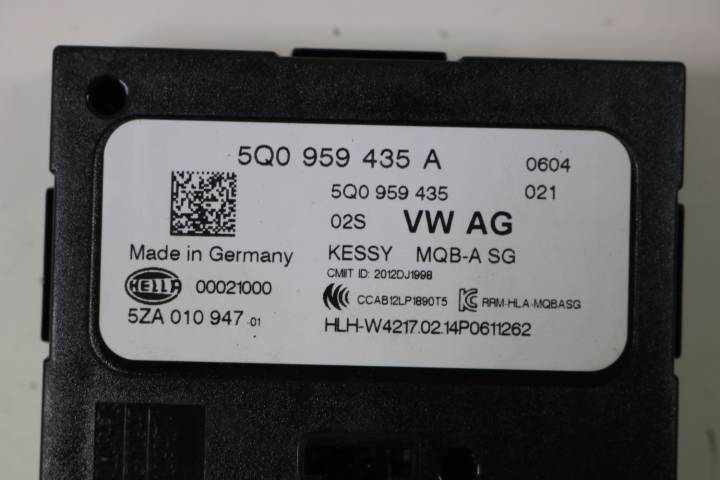 5Q0 959 435 A 0604
5Q0 959 435 021
02S VW AG
Made in Germany KESSY MQB-A SG
CMIIT ID: 2012DJ1998
HELLA 00021000 CCAB12LP1890T5 RRM-HLA-MQBASG
5ZA 010 947 -01 HLH-W4217.02.14P0611262